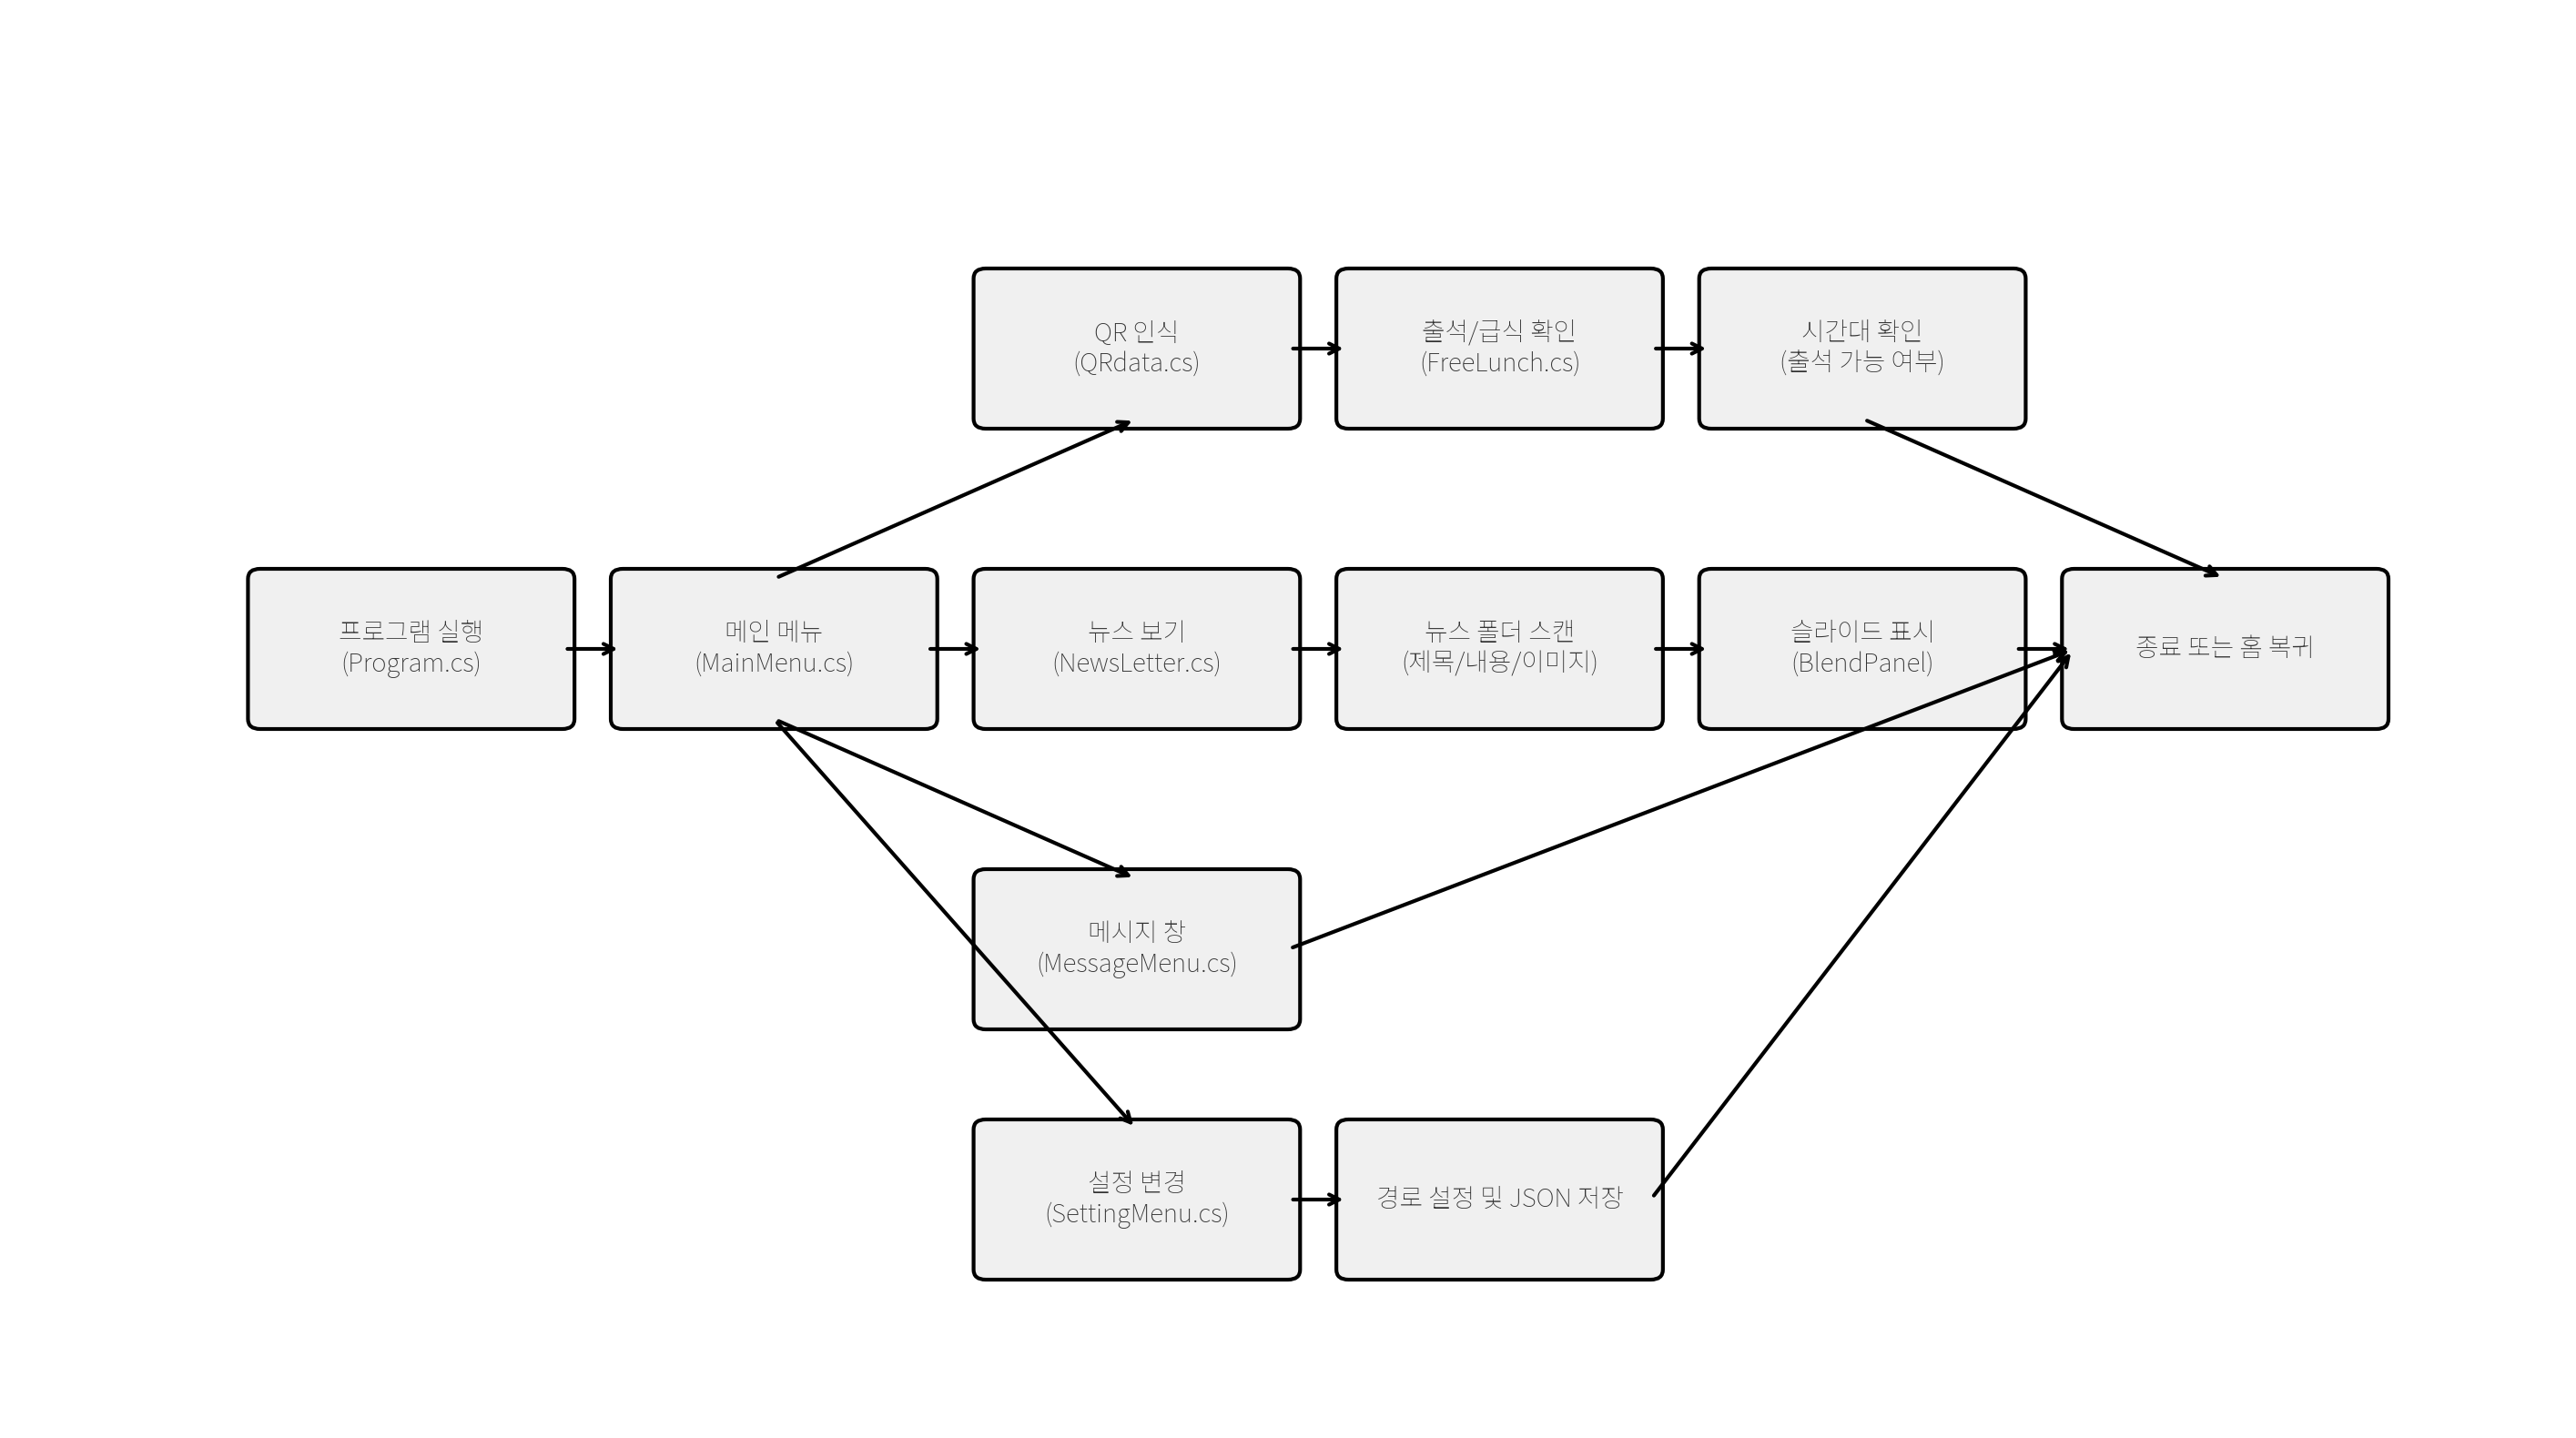 QR 인식
(QRdata.cs)
출석/급식 확인
(FreeLunch.cs)
시간대 확인
(출석 가능 여부)
프로그램 실행
(Program.cs)
메인 메뉴
(MainMenu.cs)
뉴스 보기
(NewsLetter.cs)
뉴스 폴더 스캔
(제목/내용/이미지)
슬라이드 표시
(BlendPanel)
종료 또는 홈 복귀
메시지 창
(MessageMenu.cs)
설정 변경
(SettingMenu.cs)
경로 설정 및 JSON 저장